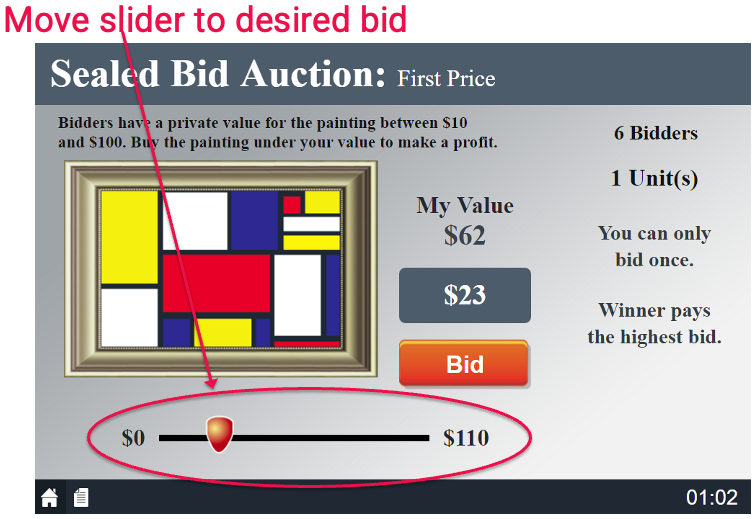 Move slider to desired bid
Sealed Bid Auction: First Price
Bidders have a private value for the painting between $10
and $100. Buy the painting under your value to make a profit.
6 Bidders
1 Unit(s)
My Value
$62
You can only
bid once.
$23
Winner pays
the highest bid.
Bid
$0
$110
01:02